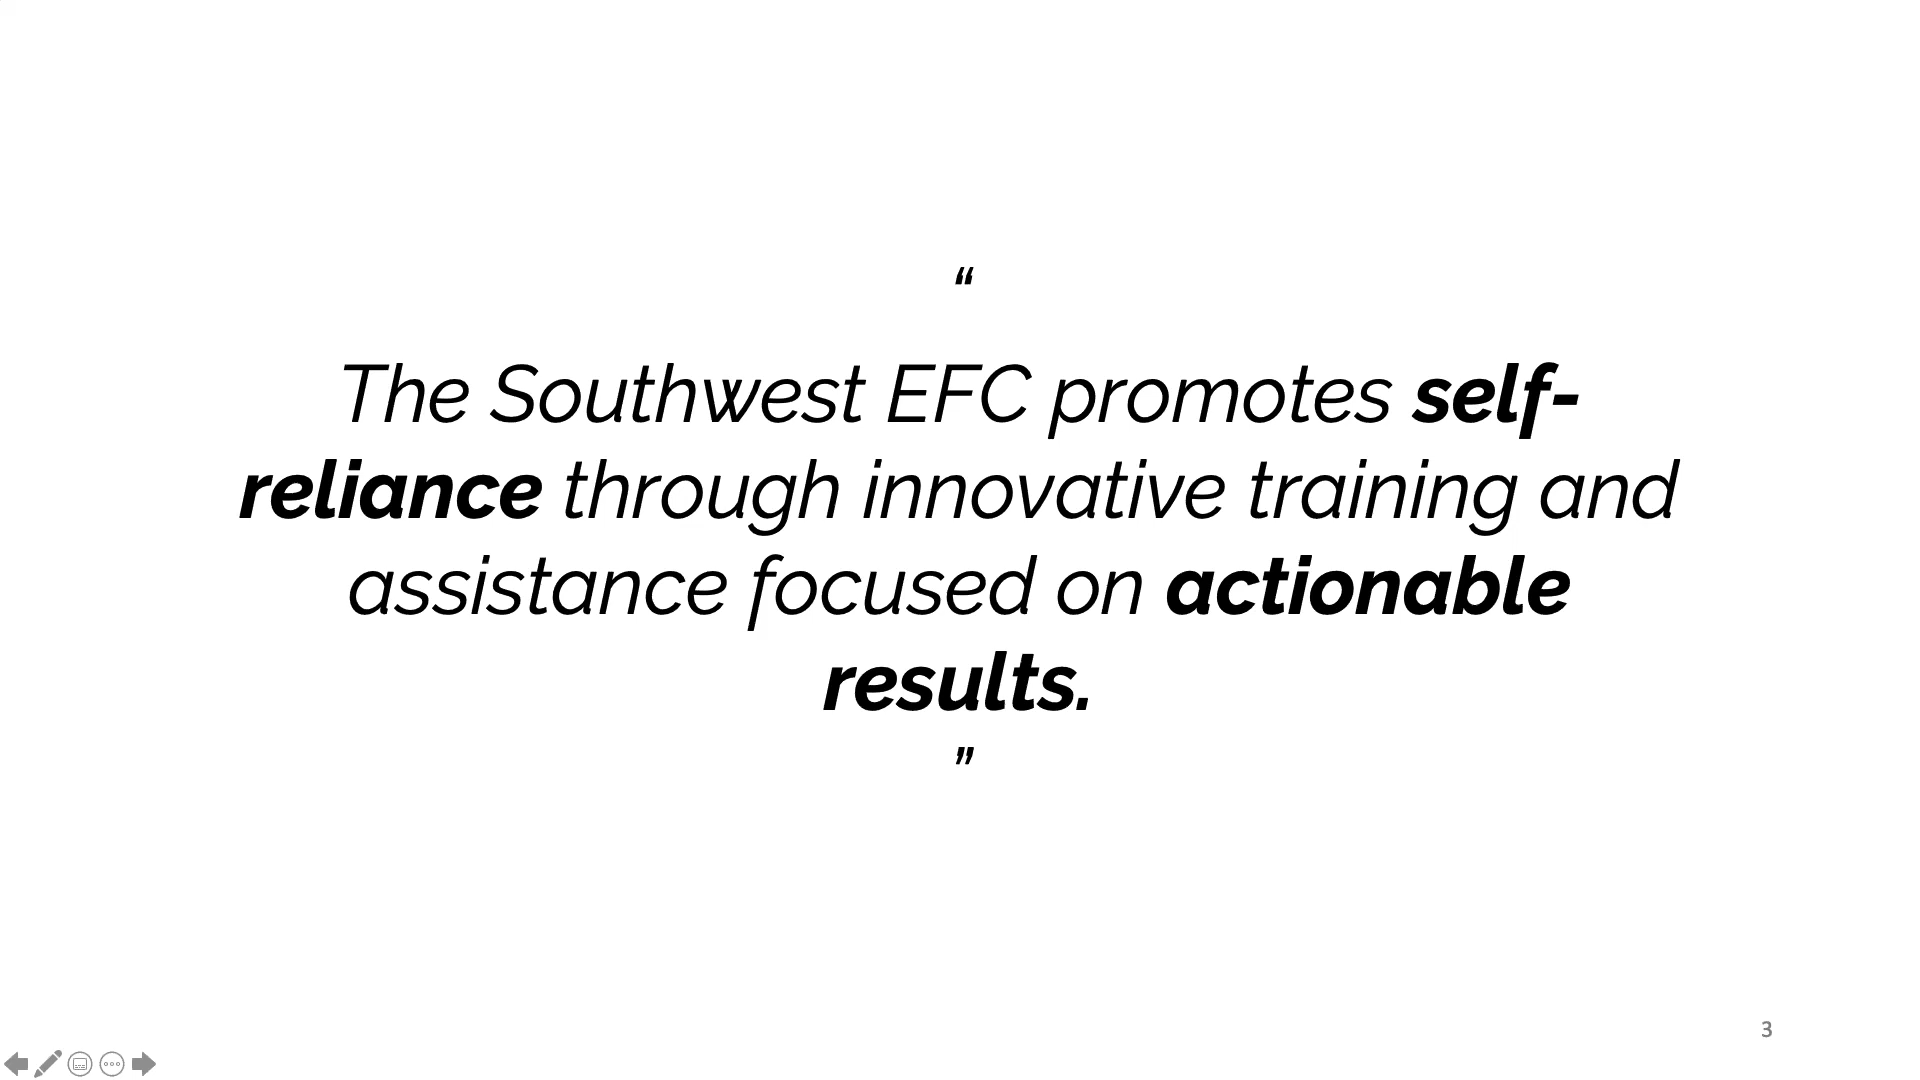 “
The Southwest EFC promotes self-
reliance through innovative training and
assistance focused on actionable
results.
”
3